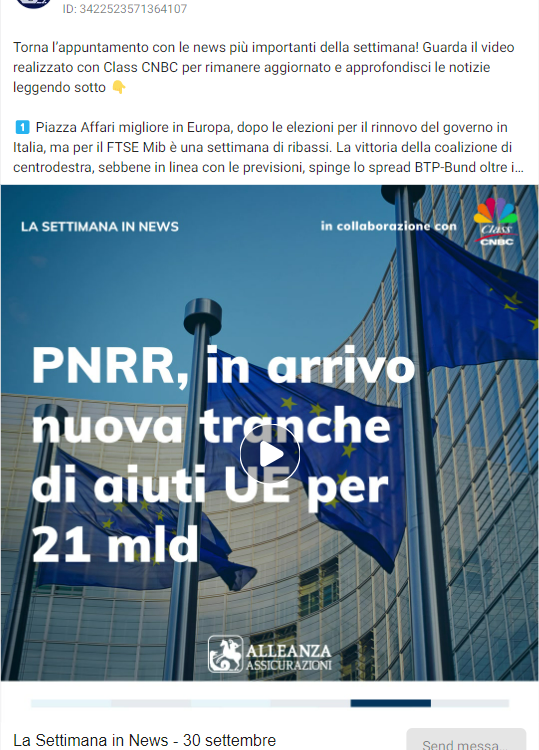 ID: 3422523571364107
Torna l'appuntamento con le news più importanti della settimana! Guarda il video
realizzato con Class CNBC per rimanere aggiornato e approfondisci le notizie
leggendo sotto 👇
1️⃣ Piazza Affari migliore in Europa, dopo le elezioni per il rinnovo del governo in
Italia, ma per il FTSE Mib è una settimana di ribassi. La vittoria della coalizione di
centrodestra, sebbene in linea con le previsioni, spinge lo spread BTP-Bund oltre i...
LA SETTIMANA IN NEWS
in collaborazione con
Class
CNBC
PNRR, in arrivo
nuova tranche
di aiuti UE per
21 mld
ALLEANZA
ASSICURAZIONI
La Settimana in News - 30 settembre
Send messa...